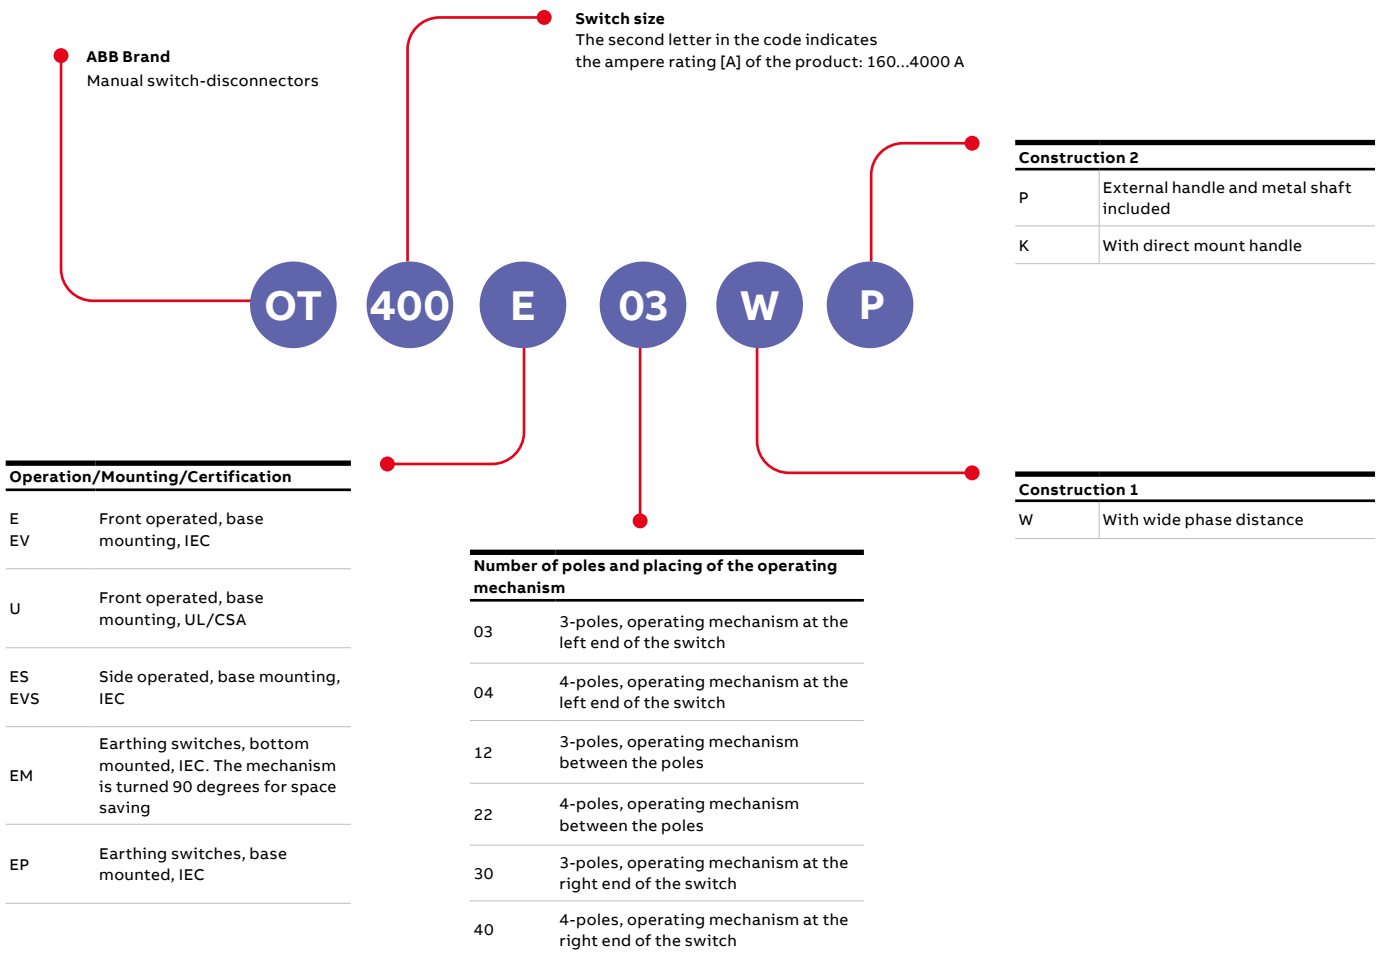 Switch size
The second letter in the code indicates
the ampere rating [A] of the product: 160...4000 A
ABB Brand
Manual switch-disconnectors
Construction 2
P External handle and metal shaft
included
K With direct mount handle
OT 400 E 03 W P
Operation/Mounting/Certification
E Front operated, base
EV mounting, IEC
U Front operated, base
mounting, UL/CSA
ES Side operated, base mounting,
EVS IEC
EM Earthing switches, bottom
mounted, IEC. The mechanism
is turned 90 degrees for space
saving
EP Earthing switches, base
mounted, IEC
Number of poles and placing of the operating
mechanism
03 3-poles, operating mechanism at the
left end of the switch
04 4-poles, operating mechanism at the
left end of the switch
12 3-poles, operating mechanism
between the poles
22 4-poles, operating mechanism
between the poles
30 3-poles, operating mechanism at the
right end of the switch
40 4-poles, operating mechanism at the
right end of the switch
Construction 1
W With wide phase distance